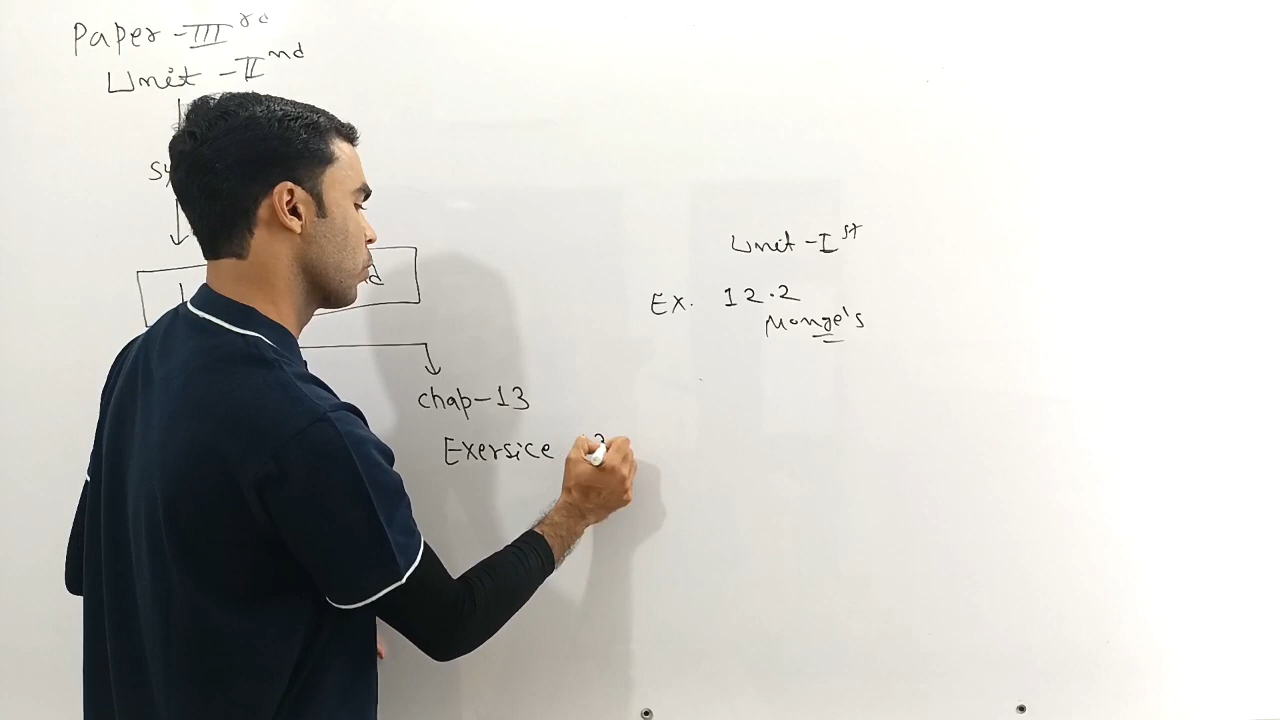 Paper - III rd
Unit - II nd
chap-13
Exersice
Unit - I st
Ex. 12.2
Monge's